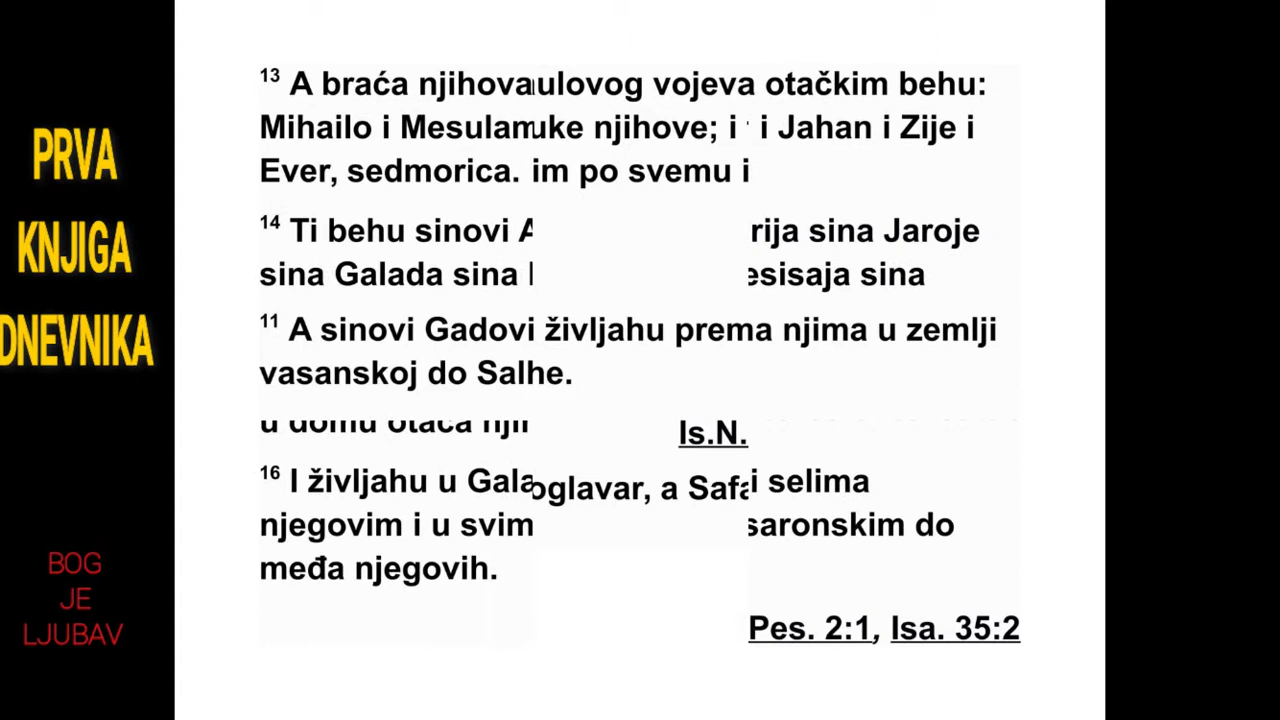 PRVA
KNJIGA
DNEVNIKA
BOG
JE
LJUBAV
13 A braća njihova ulovog vojeva otačkim behu:
Mihailo i Mesulam uke njihove; i i Jahan i Zije i
Ever, sedmorica. im po svemu i
14 Ti behu sinovi rija sina Jaroje
sina Galada sina esisaja sina
11 A sinovi Gadovi življahu prema njima u zemlji
vasanskoj do Salhe.
u domu otaca
Is.N.
16 I življahu u Gala oglavar, a Safa i selima
njegovim i u svim saronskim do
međa njegovih.
Pes. 2:1, Isa. 35:2